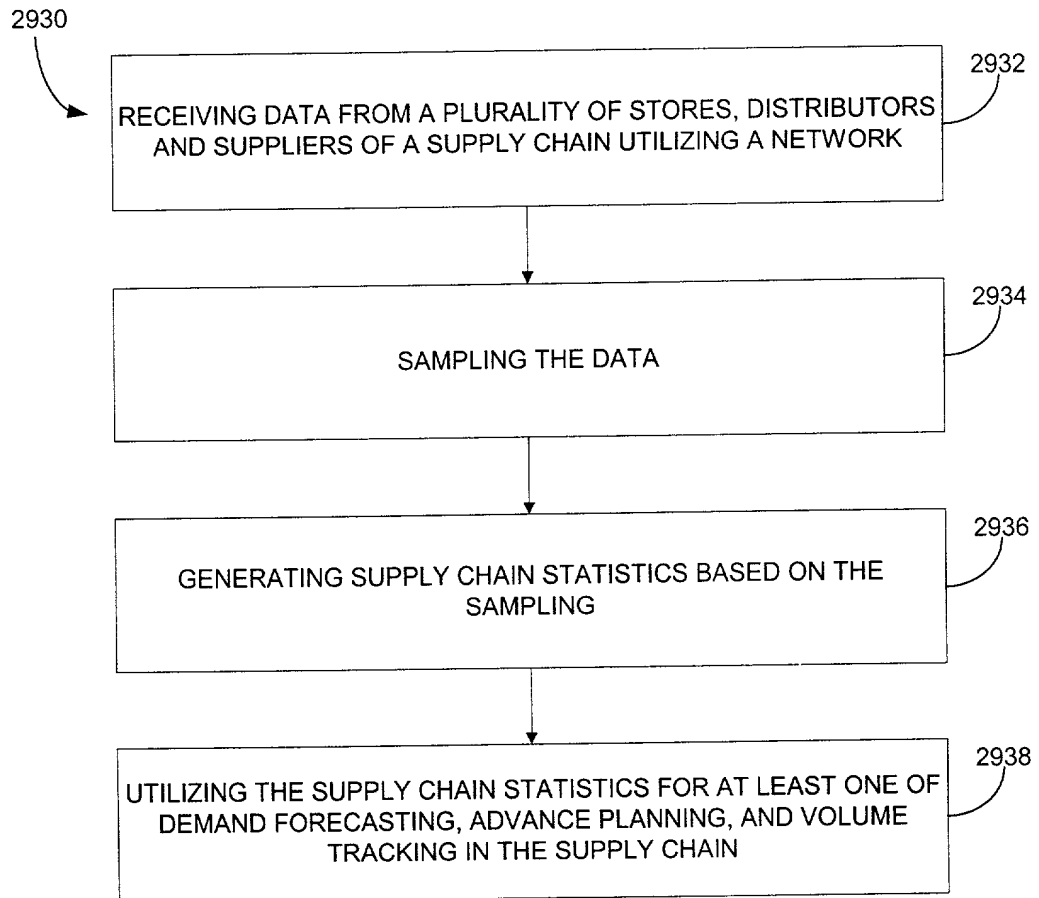 2930
2932
RECEIVING DATA FROM A PLURALITY OF STORES, DISTRIBUTORS
AND SUPPLIERS OF A SUPPLY CHAIN UTILIZING A NETWORK
2934
SAMPLING THE DATA
2936
GENERATING SUPPLY CHAIN STATISTICS BASED ON THE
SAMPLING
2938
UTILIZING THE SUPPLY CHAIN STATISTICS FOR AT LEAST ONE OF
DEMAND FORECASTING, ADVANCE PLANNING, AND VOLUME
TRACKING IN THE SUPPLY CHAIN